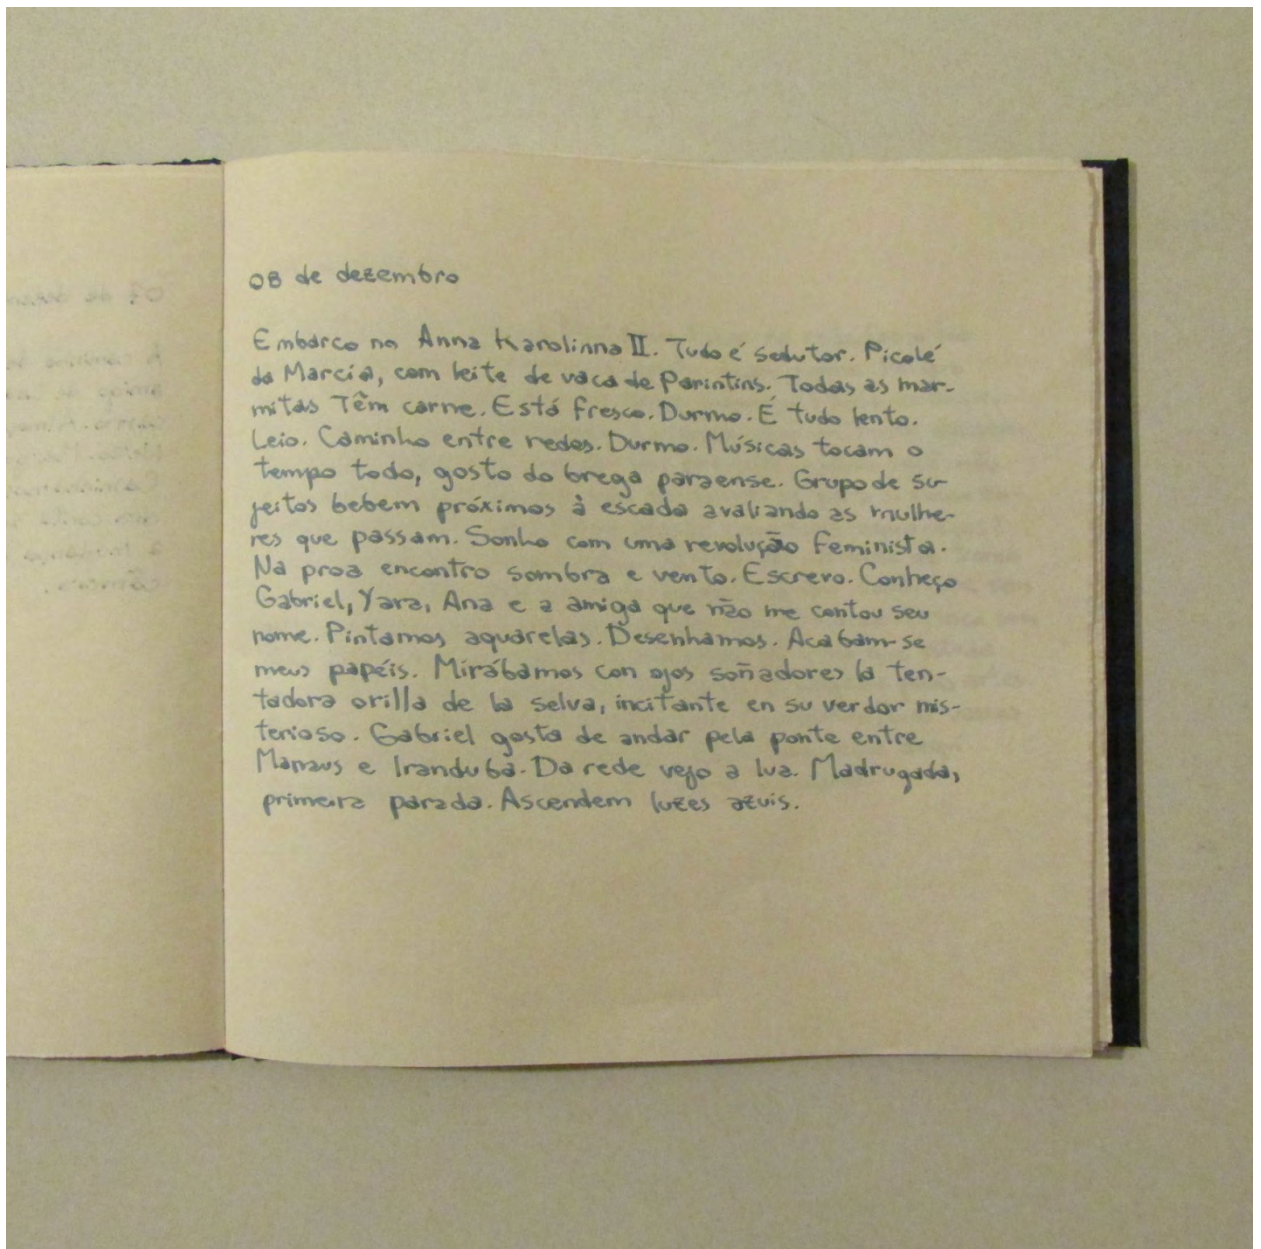 08 de dezembro
Embarco no Anna Karolinna II. Tudo é sedutor. Picolé
da Marcia, com leite de vaca de Parintins. Todas as mar-
mitas Têm carne. Está fresco. Durmo. É tudo lento.
Leio. Caminho entre redes. Durmo. Músicas tocam o
tempo todo, gosto do brega paraense. Grupo de su-
jeitos bebem próximos à escada avaliando as mulhe-
res que passam. Sonho com uma revolução feminista.
Na proa encontro sombra e vento. Escrevo. Conheço
Gabriel, Yara, Ana e a amiga que não me contou seu
nome. Pintamos aquarelas. Desenhamos. Acabam-se
meus papéis. Mirábamos con ojos soñadores la ten-
tadora orilla de la selva, incitante en su verdor mis-
terioso. Gabriel gosta de andar pela ponte entre
Manaus e Iranduba. Da rede vejo a lua. Madrugada,
primeira parada. Ascendem luzes azuis.